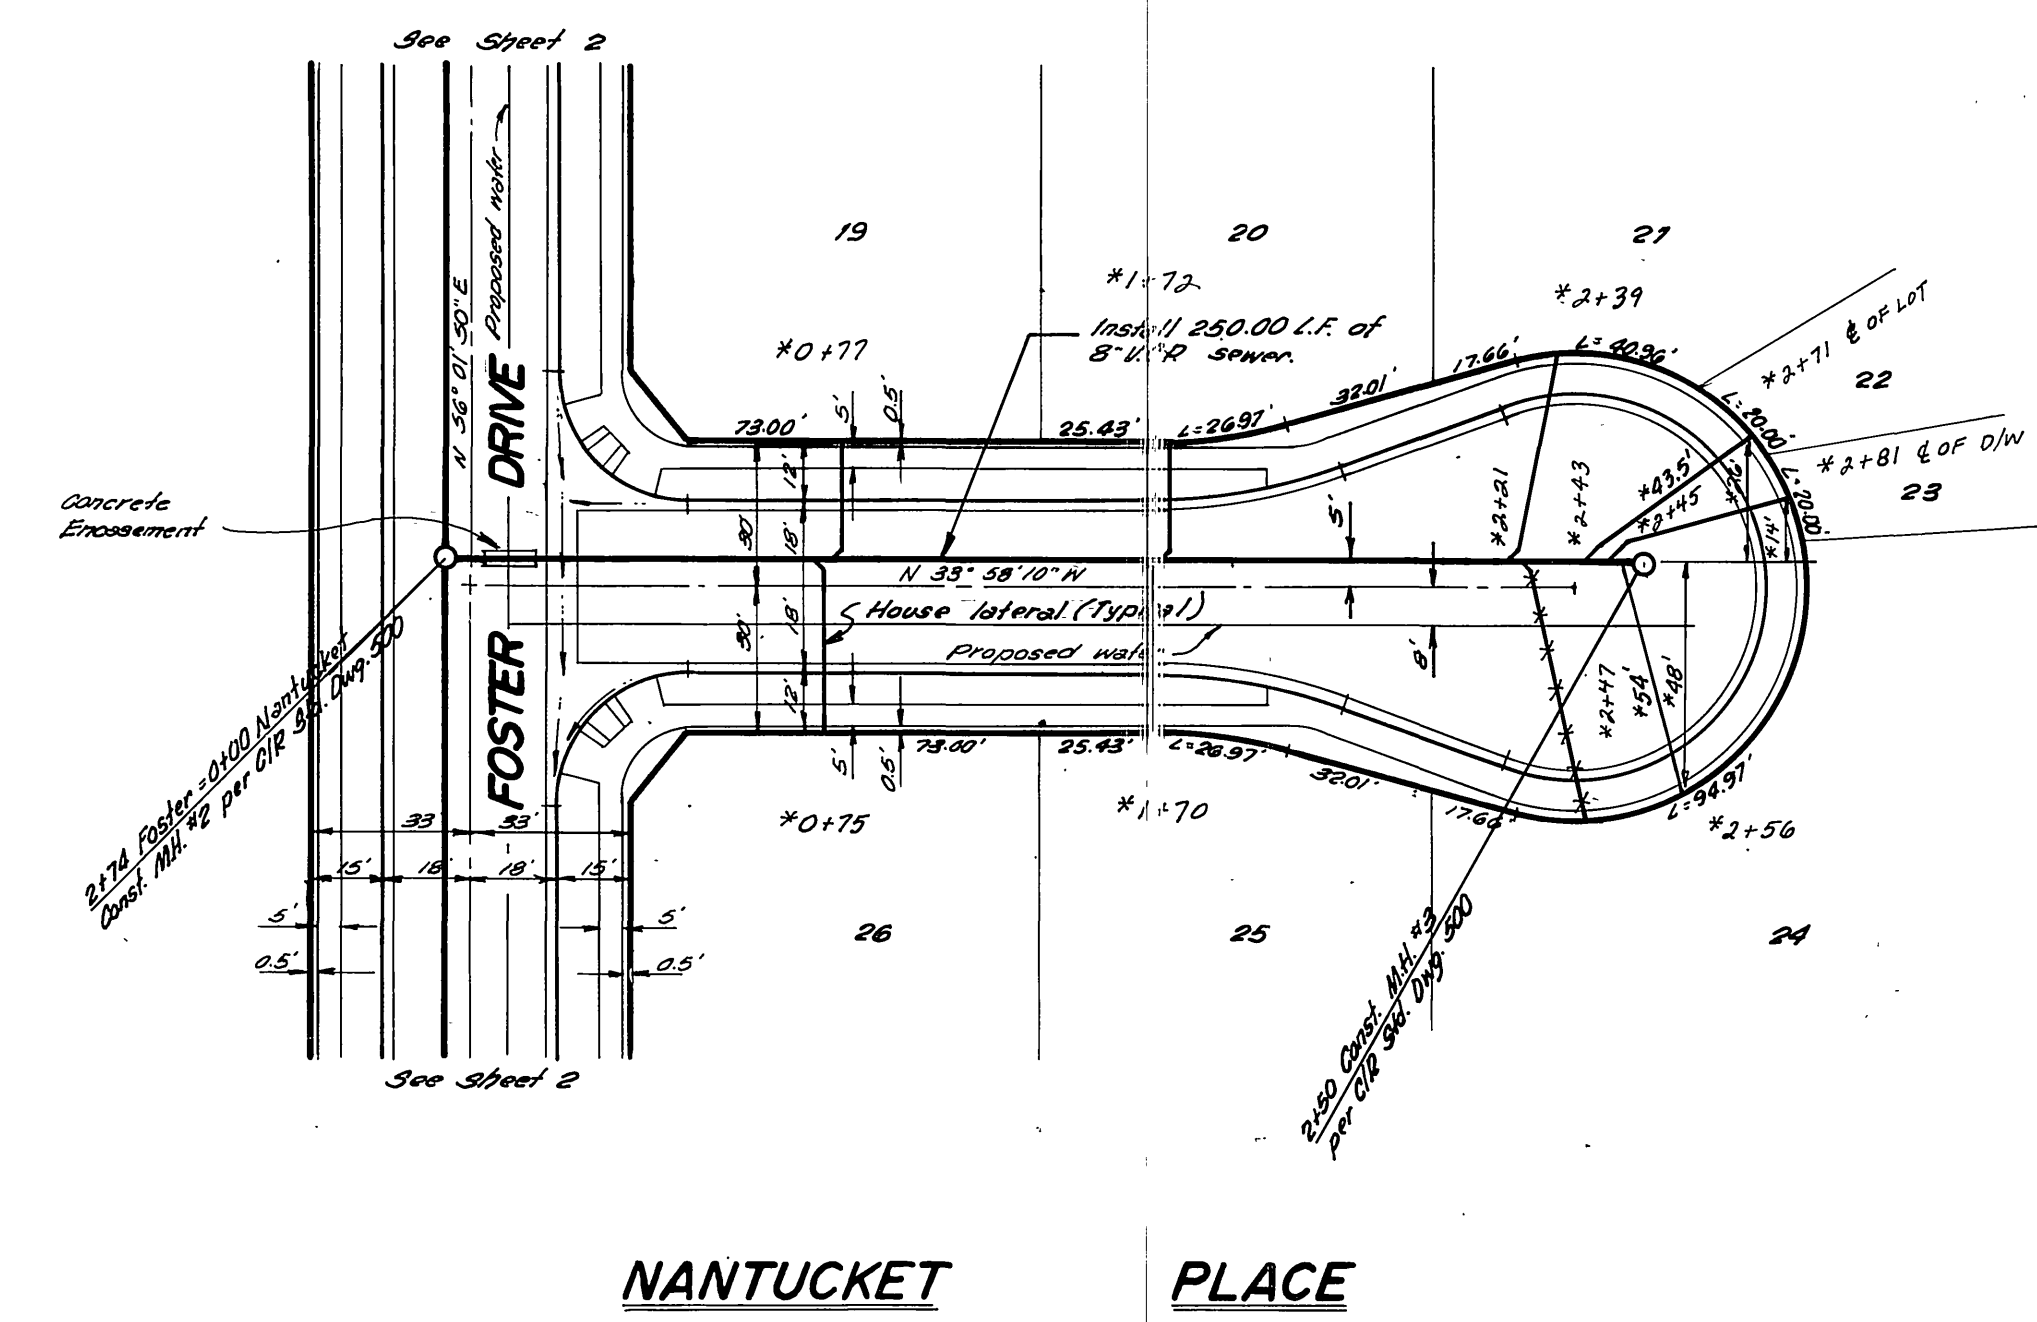 See Sheet 2
N 56° 01' 50" E
Proposed water
FOSTER DRIVE
Concrete
Encasement
19
20
21
*1+72
*2+39
*0+77
Install 250.00 L.F. of
8" V.C.P. sewer.
*2+71 ℄ OF LOT
22
*2+81 ℄ OF D/W
23
73.00'
5'
0.5'
25.43'
L=26.97'
32.01'
17.66'
L=40.96'
L=20.00'
L=20.00'
12'
30'
18'
5'
*2+21
*2+43
*43.5'
*2+45
*26'
*14'
N 33° 58' 10" W
House lateral (Typical)
Proposed water
30'
18'
12'
8'
*2+47
*54'
*48'
5'
0.5'
73.00'
25.43'
L=26.97'
32.01'
17.66'
L=94.97'
*2+56
*0+75
*1+70
2+74 Foster = 0+00 Nantucket
Const. M.H. #2 per C/R Std. Dwg. 500
33' 33'
15' 18' 18' 15'
5' 5'
0.5' 0.5'
26
25
24
2+50 Const. M.H. #3
per C/R Std. Dwg. 500
See Sheet 2
NANTUCKET PLACE